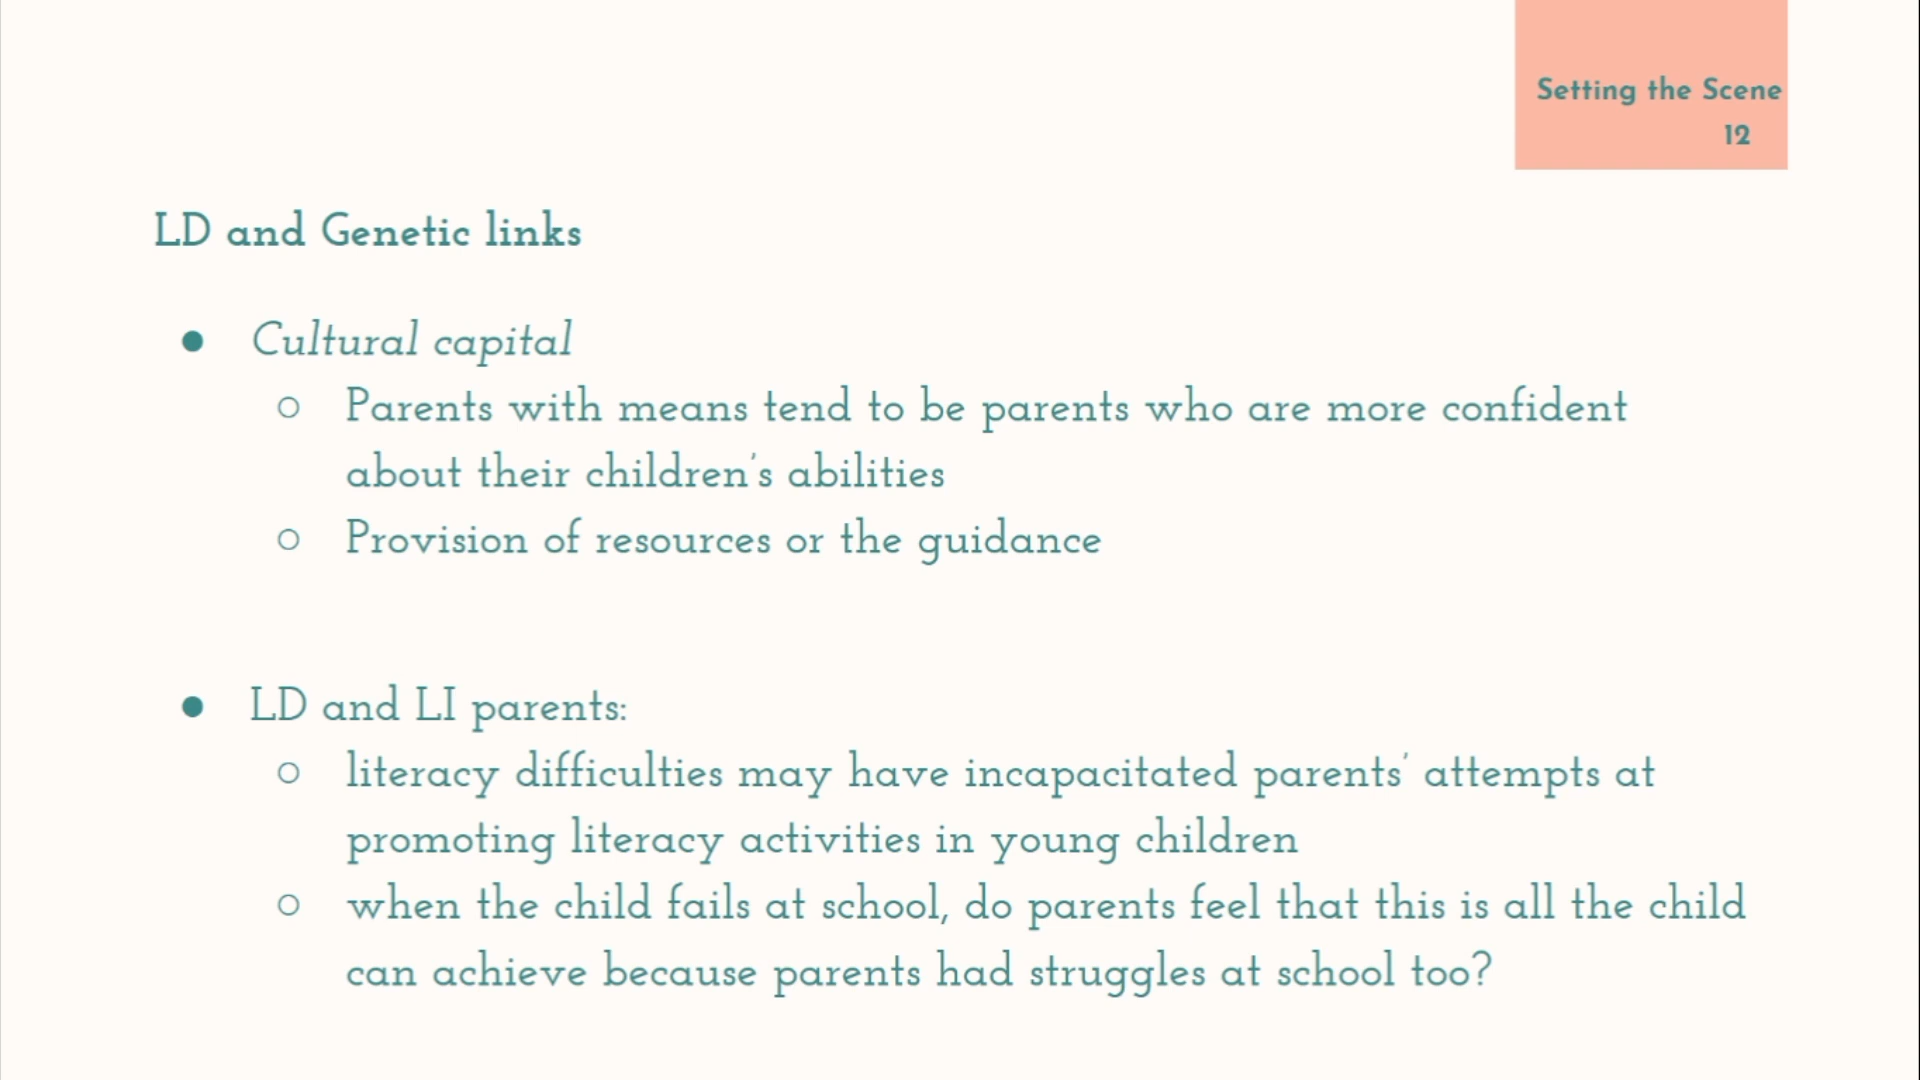 Setting the Scene
12
LD and Genetic links
● Cultural capital
○ Parents with means tend to be parents who are more confident
about their children's abilities
○ Provision of resources or the guidance
● LD and LI parents:
○ literacy difficulties may have incapacitated parents' attempts at
promoting literacy activities in young children
○ when the child fails at school, do parents feel that this is all the child
can achieve because parents had struggles at school too?